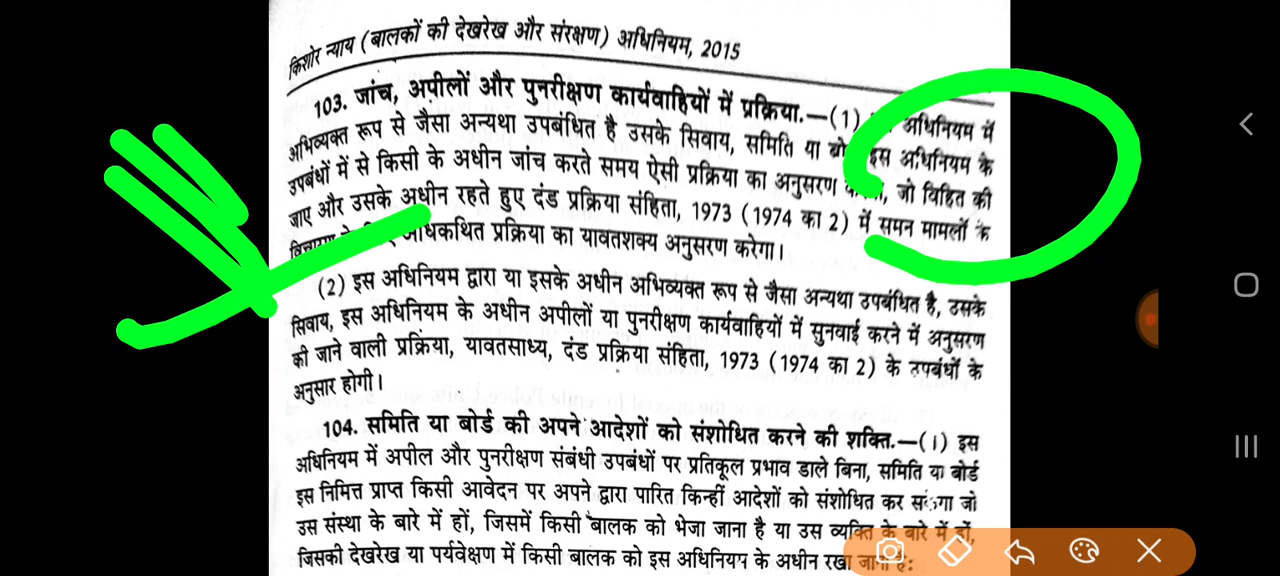 किशोर न्याय (बालकों की देखरेख और संरक्षण) अधिनियम, 2015
103. जांच, अपीलों और पुनरीक्षण कार्यवाहियों में प्रक्रिया.—(1) अधिनियम में
अभिव्यक्त रूप से जैसा अन्यथा उपबंधित है उसके सिवाय, समिति या इस अधिनियम के
उपबंधों में से किसी के अधीन जांच करते समय ऐसी प्रक्रिया का अनुसरण जो विहित की
जाए और उसके अधीन रहते हुए दंड प्रक्रिया संहिता, 1973 (1974 का 2) में समन मामलों के
अधिकथित प्रक्रिया का यावतशक्य अनुसरण करेगा।
(2) इस अधिनियम द्वारा या इसके अधीन अभिव्यक्त रूप से जैसा अन्यथा उपबंधित है, उसके
सिवाय, इस अधिनियम के अधीन अपीलों या पुनरीक्षण कार्यवाहियों में सुनवाई करने में अनुसरण
की जाने वाली प्रक्रिया, यावतसाध्य, दंड प्रक्रिया संहिता, 1973 (1974 का 2) के उपबंधों के
अनुसार होगी।
104. समिति या बोर्ड की अपने आदेशों को संशोधित करने की शक्ति.—(1) इस
अधिनियम में अपील और पुनरीक्षण संबंधी उपबंधों पर प्रतिकूल प्रभाव डाले बिना, समिति या बोर्ड
इस निमित्त प्राप्त किसी आवेदन पर अपने द्वारा पारित किन्हीं आदेशों को संशोधित कर जो
उस संस्था के बारे में हों, जिसमें किसी बालक को भेजा जाना है या उस व्यक्ति के बारे में हों,
जिसकी देखरेख या पर्यवेक्षण में किसी बालक को इस अधिनियम के अधीन रखा जाना है: